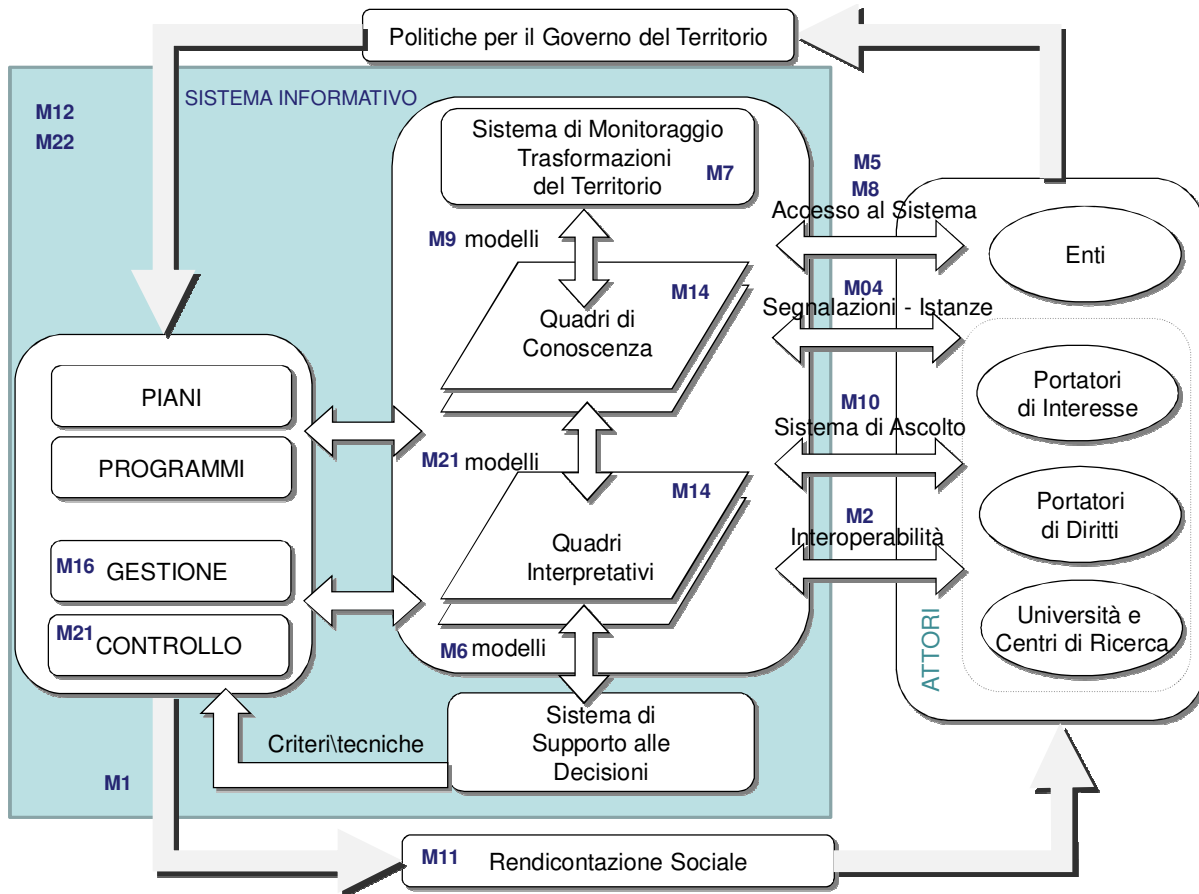 Politiche per il Governo del Territorio
SISTEMA INFORMATIVO
M12
M22
Sistema di Monitoraggio
Trasformazioni
del Territorio
M7
M9 modelli
M14
Quadri di
Conoscenza
M21 modelli
M14
Quadri
Interpretativi
M6 modelli
Sistema di
Supporto alle
Decisioni
PIANI
PROGRAMMI
M16 GESTIONE
M21 CONTROLLO
Criteri\tecniche
M1
M5
M8
Accesso al Sistema
M04
Segnalazioni - Istanze
M10
Sistema di Ascolto
M2
Interoperabilità
ATTORI
Enti
Portatori
di Interesse
Portatori
di Diritti
Università e
Centri di Ricerca
M11 Rendicontazione Sociale